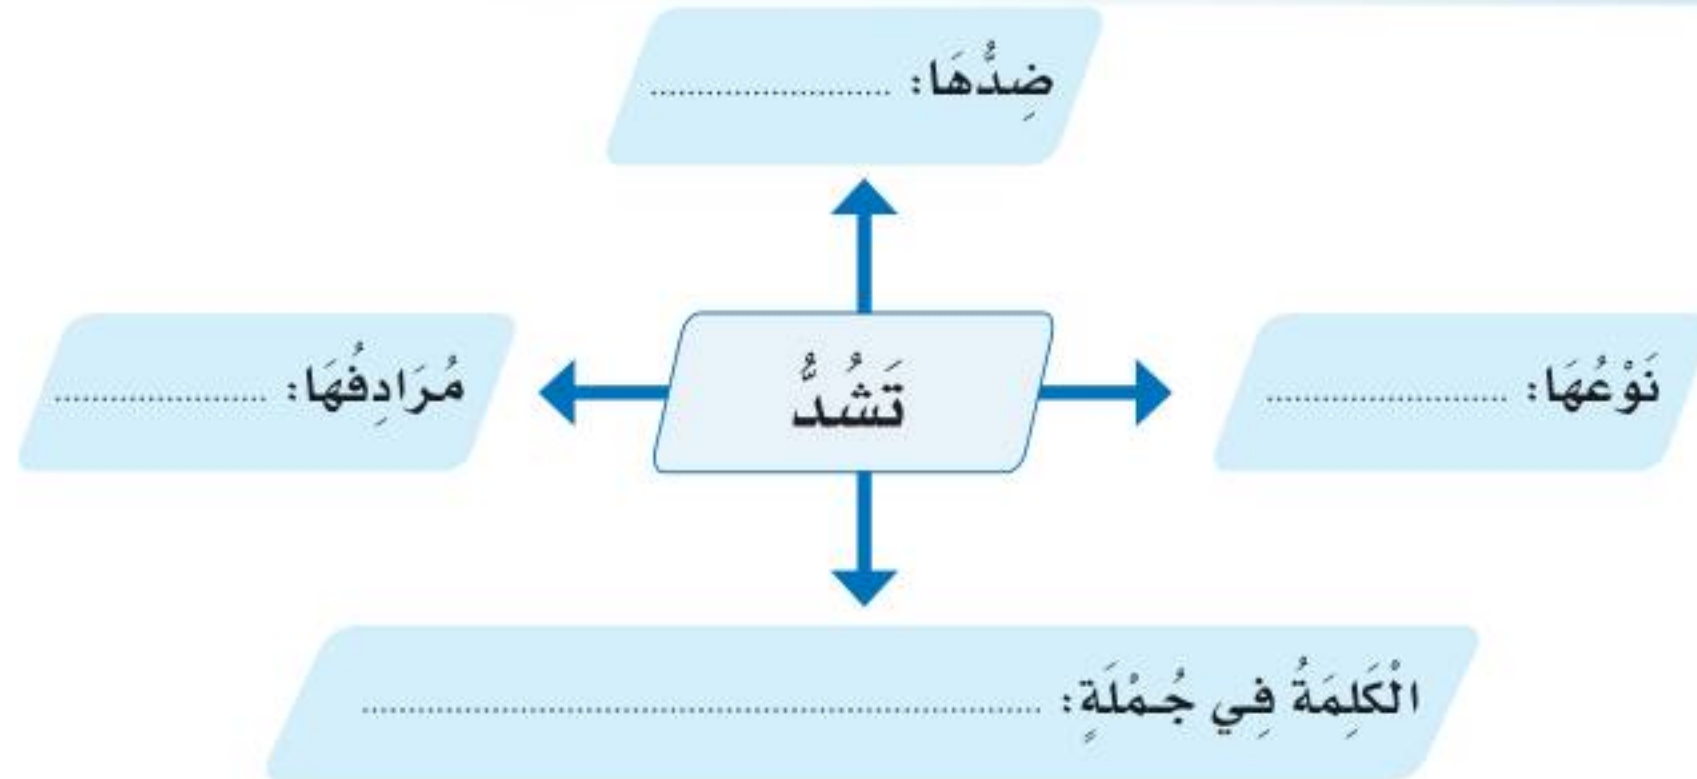 ضِدُّهَا: ........................
نَوْعُهَا: ........................
تَشُدُّ
مُرَادِفُهَا: ......................
الْكَلِمَةُ فِي جُمْلَةٍ: ....................................................................